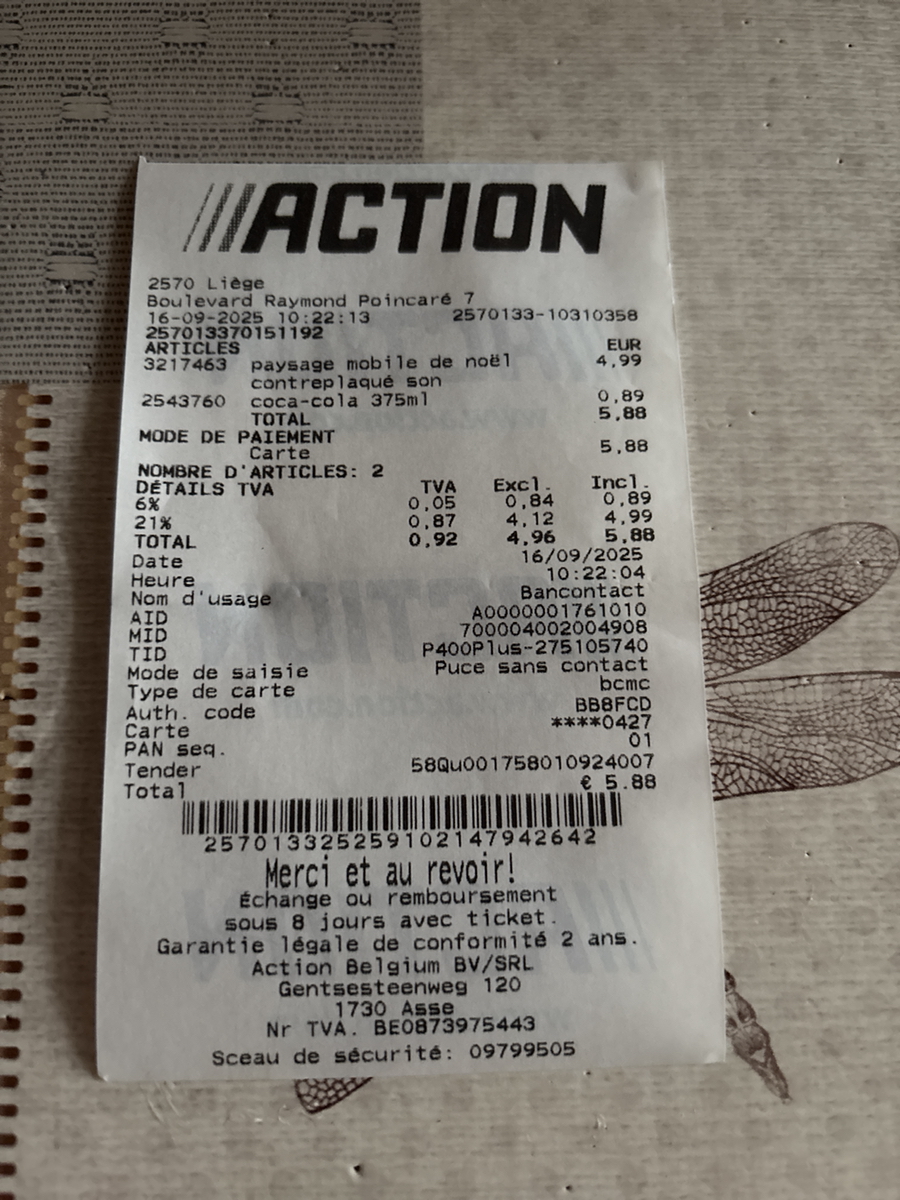 ACTION
2570 Liège
Boulevard Raymond Poincaré 7
16-09-2025 10:22:13 2570133-10310358
257013370151192
ARTICLES EUR
3217463 paysage mobile de noël 4,99
contreplaqué son
2543760 coca-cola 375ml 0,89
TOTAL 5,88
MODE DE PAIEMENT
Carte 5,88
NOMBRE D'ARTICLES: 2
DÉTAILS TVA TVA Excl. Incl.
6% 0,05 0,84 0,89
21% 0,87 4,12 4,99
TOTAL 0,92 4,96 5,88
Date 16/09/2025
Heure 10:22:04
Nom d'usage Bancontact
AID A0000001761010
MID 700004002004908
TID P400Plus-275105740
Mode de saisie Puce sans contact
Type de carte bcmc
Auth. code BB8FCD
Carte ****0427
PAN seq. 01
Tender 58Qu001758010924007
Total € 5.88
257013325259102147942642
Merci et au revoir!
Échange ou remboursement
sous 8 jours avec ticket.
Garantie légale de conformité 2 ans.
Action Belgium BV/SRL
Gentsesteenweg 120
1730 Asse
Nr TVA. BE0873975443
Sceau de sécurité: 09799505